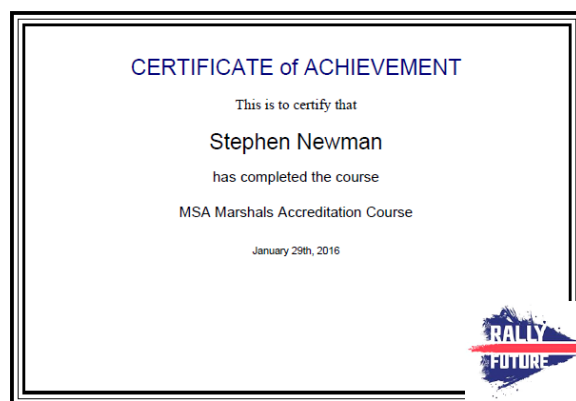 CERTIFICATE of ACHIEVEMENT
This is to certify that
Stephen Newman
has completed the course
MSA Marshals Accreditation Course
January 29th, 2016
RALLY
FUTURE